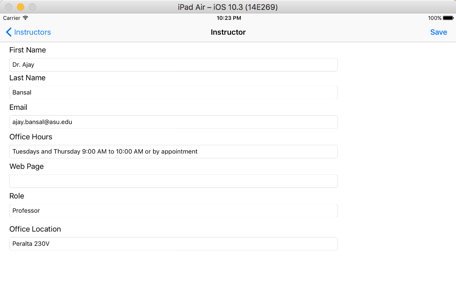 iPad Air – iOS 10.3 (14E269)
Carrier 10:23 PM 100%
Instructors Instructor Save
First Name
Dr. Ajay
Last Name
Bansal
Email
ajay.bansal@asu.edu
Office Hours
Tuesdays and Thursday 9:00 AM to 10:00 AM or by appointment
Web Page
Role
Professor
Office Location
Peralta 230V